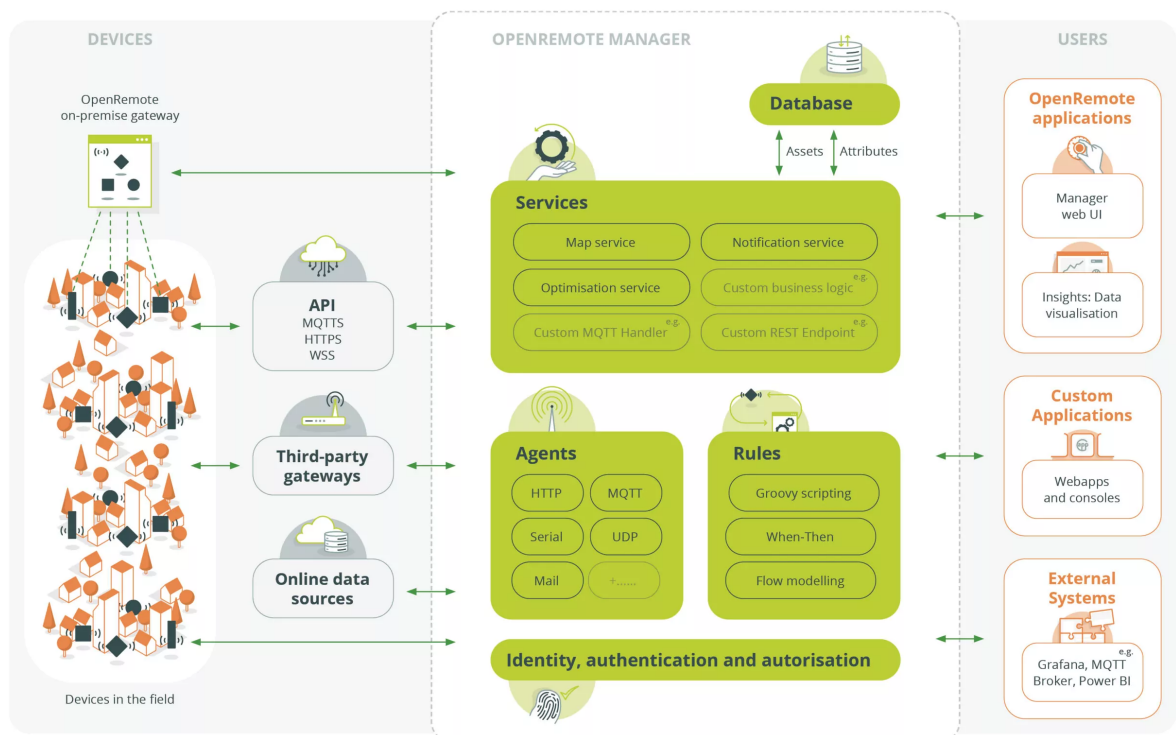 DEVICES
OPENREMOTE MANAGER
USERS
OpenRemote
on-premise gateway
Devices in the field
API
MQTTS
HTTPS
WSS
Third-party
gateways
Online data
sources
Database
Assets
Attributes
Services
Map service
Notification service
Optimisation service
Custom business logic
e.g.
Custom MQTT Handler
e.g.
Custom REST Endpoint
e.g.
Agents
HTTP
MQTT
Serial
UDP
Mail
+......
Rules
Groovy scripting
When-Then
Flow modelling
Identity, authentication and autorisation
OpenRemote
applications
Manager
web UI
Insights: Data
visualisation
Custom
Applications
Webapps
and consoles
External
Systems
e.g.
Grafana, MQTT
Broker, Power BI